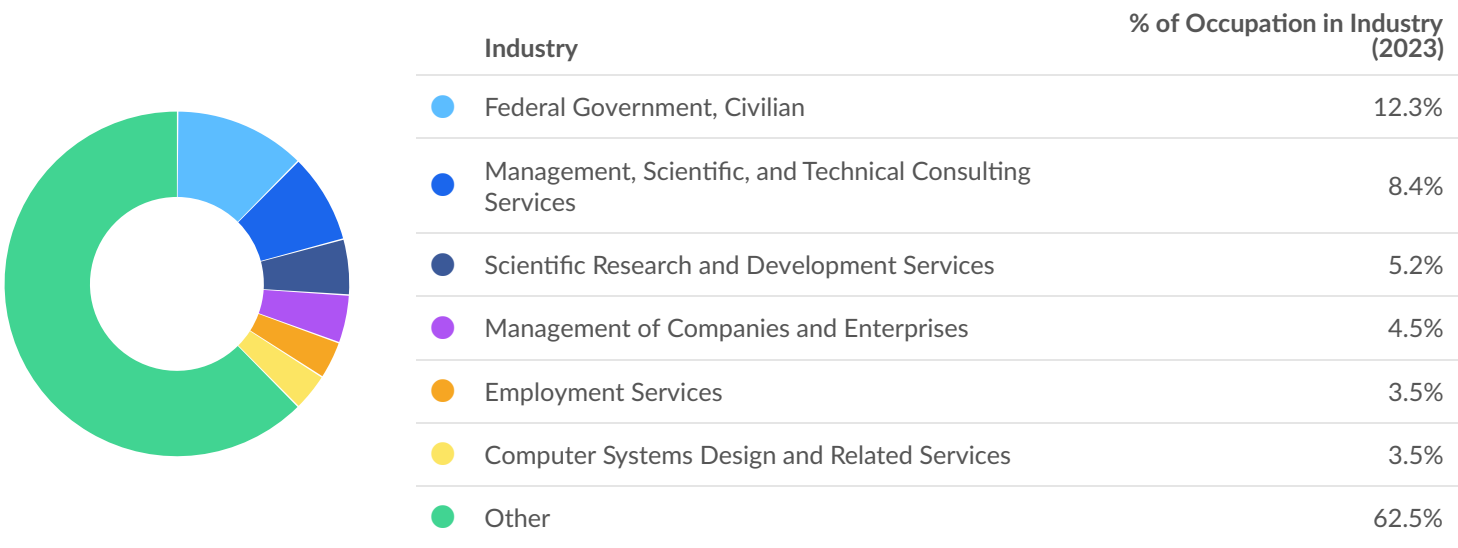 % of Occupation in Industry
Industry (2023)
Federal Government, Civilian 12.3%
Management, Scientific, and Technical Consulting
Services 8.4%
Scientific Research and Development Services 5.2%
Management of Companies and Enterprises 4.5%
Employment Services 3.5%
Computer Systems Design and Related Services 3.5%
Other 62.5%